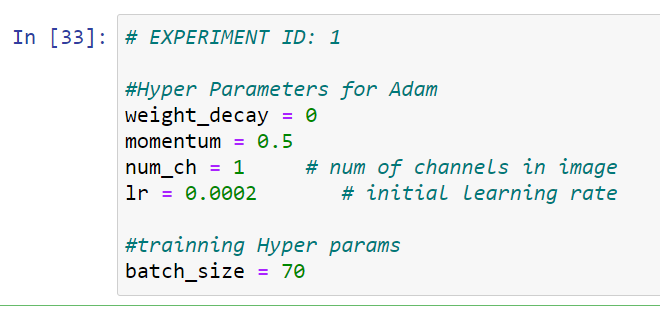 In [33]: # EXPERIMENT ID: 1
#Hyper Parameters for Adam
weight_decay = 0
momentum = 0.5
num_ch = 1 # num of channels in image
lr = 0.0002 # initial learning rate
#trainning Hyper params
batch_size = 70